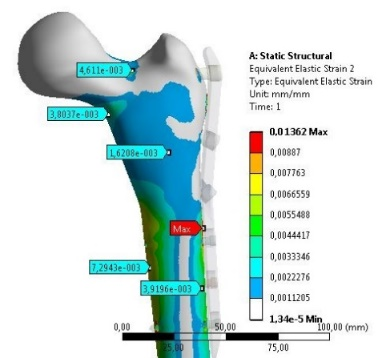 A: Static Structural
Equivalent Elastic Strain 2
Type: Equivalent Elastic Strain
Unit: mm/mm
Time: 1
0,01362 Max
0,00887
0,007763
0,0066559
0,0055488
0,0044417
0,0033346
0,0022276
0,0011205
1,34e-5 Min
4,611e-003
3,8037e-003
1,6208e-003
Max
7,2943e-003
3,9196e-003
0,00
50,00
100,00 (mm)
25,00
75,00